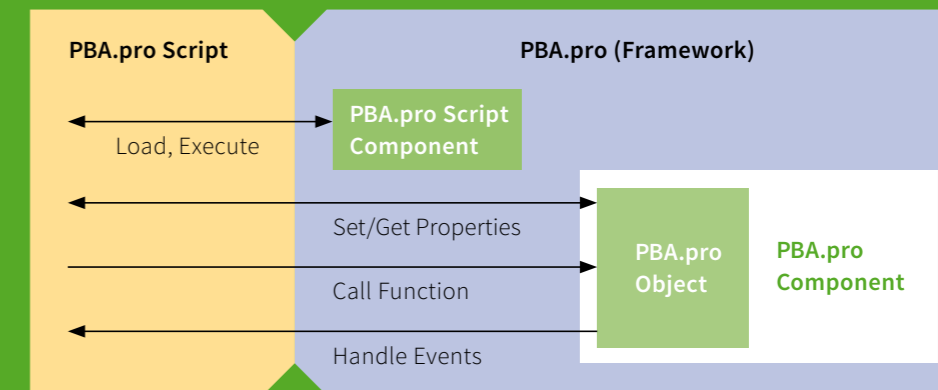 PBA.pro Script
PBA.pro (Framework)
PBA.pro Script
Component
Load, Execute
Set/Get Properties
PBA.pro
Object
PBA.pro
Component
Call Function
Handle Events